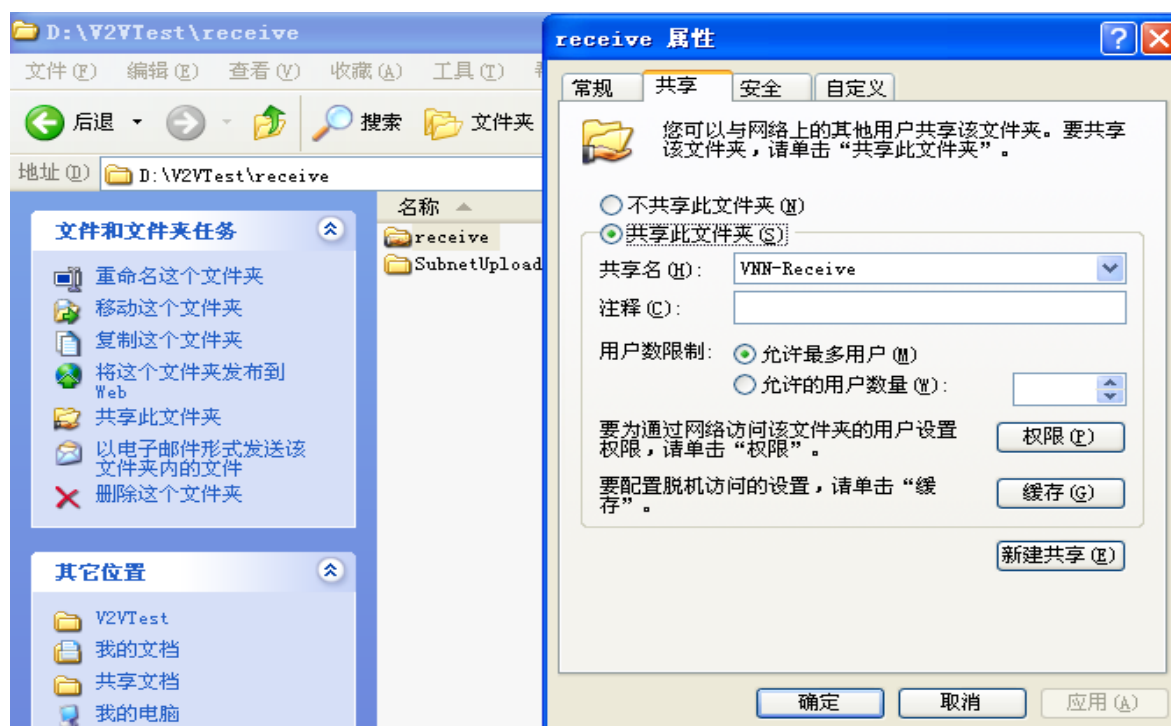 D:\V2VTest\receive
文件(F) 编辑(E) 查看(V) 收藏(A) 工具(T)
后退 搜索 文件夹
地址(D) D:\V2VTest\receive
文件和文件夹任务
重命名这个文件夹
移动这个文件夹
复制这个文件夹
将这个文件夹发布到
Web
共享此文件夹
以电子邮件形式发送该
文件夹内的文件
删除这个文件夹
其它位置
V2VTest
我的文档
共享文档
我的电脑
名称
receive
SubnetUpload
receive 属性
常规 共享 安全 自定义
您可以与网络上的其他用户共享该文件夹。要共享
该文件夹，请单击“共享此文件夹”。
不共享此文件夹(N)
共享此文件夹(S)
共享名(H): VNN-Receive
注释(C):
用户数限制: 允许最多用户(M)
允许的用户数量(W):
要为通过网络访问该文件夹的用户设置
权限，请单击“权限”。
权限(P)
要配置脱机访问的设置，请单击“缓
存”。
缓存(G)
新建共享(E)
确定 取消 应用(A)